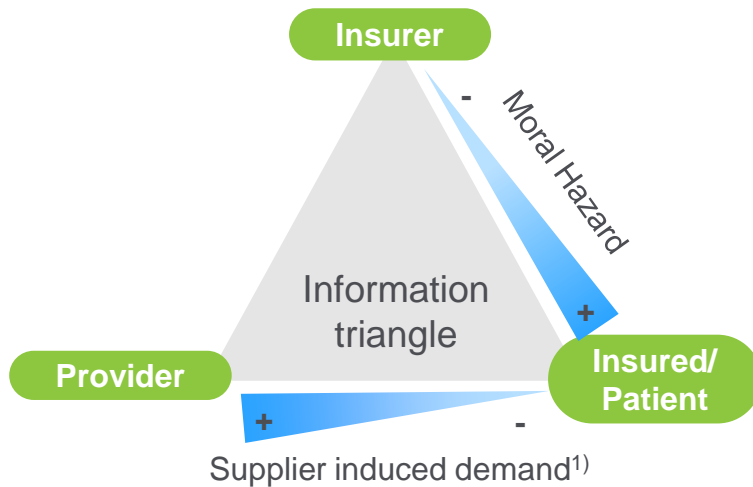 Insurer
-
Moral Hazard
Information
triangle
+
Provider
Insured/
Patient
+
-
Supplier induced demand1)